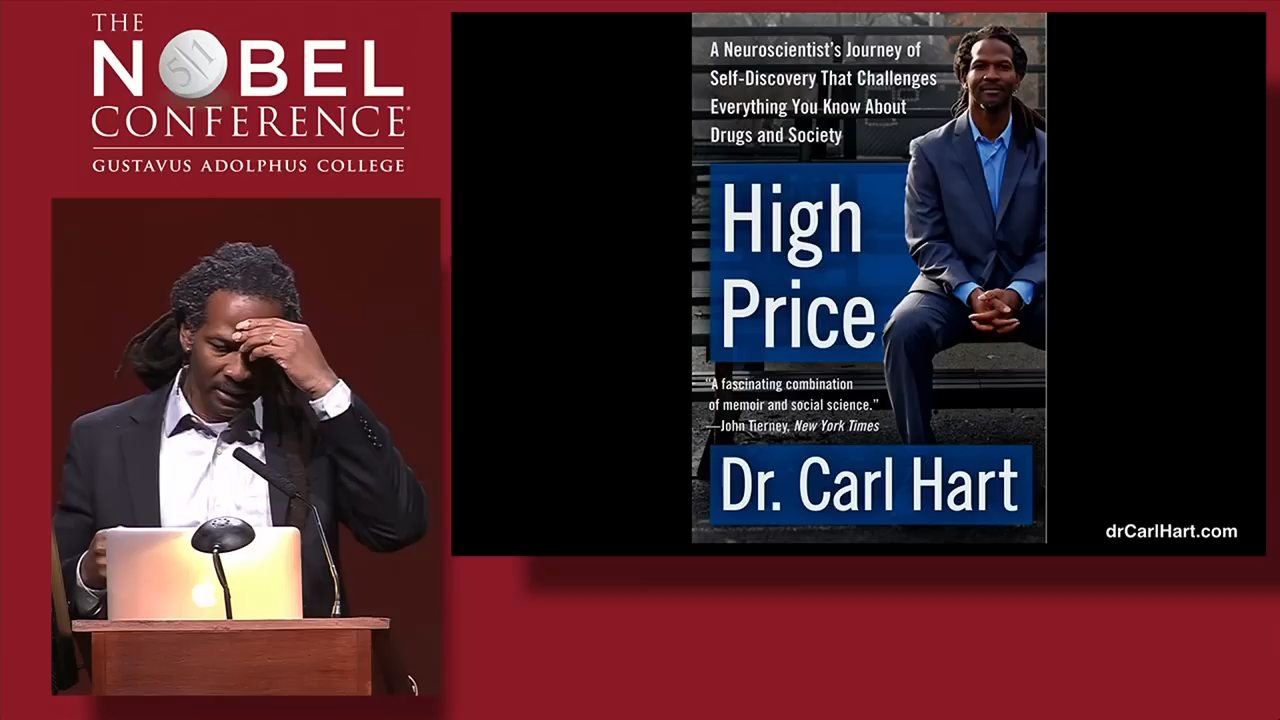 THE
NOBEL
CONFERENCE®
GUSTAVUS ADOLPHUS COLLEGE
51
A Neuroscientist's Journey of
Self-Discovery That Challenges
Everything You Know About
Drugs and Society
High
Price
"A fascinating combination
of memoir and social science."
—John Tierney, New York Times
Dr. Carl Hart
drCarlHart.com